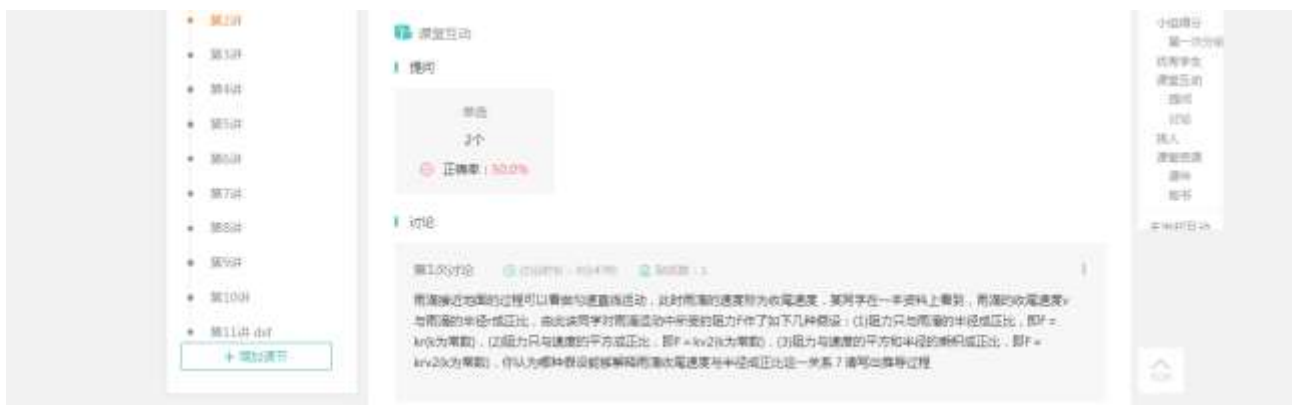 第2讲
第3讲
第4讲
第5讲
第6讲
第7讲
第8讲
第9讲
第10讲
第11讲 dsf
+ 增加章节
课堂互动
提问
单选
2个
正确率：50.0%
讨论
第1次讨论
雨滴接近地面的过程可以看做匀速直线运动，此时雨滴的速度称为收尾速度．某同学在一本资料上看到，雨滴的收尾速度v
与雨滴的半径r成正比，由此该同学对雨滴运动中所受的阻力F作了如下几种假设：(1)阻力只与雨滴的半径成正比，即F =
kr(k为常数)．(2)阻力只与速度的平方成正比，即F = kv2(k为常数)．(3)阻力与速度的平方和半径的乘积成正比，即F =
krv2(k为常数)．你认为哪种假设能够解释雨滴收尾速度与半径成正比这一关系？请写出推导过程
小组得分
第一次分组
优秀学生
课堂互动
提问
讨论
挑人
课堂资源
课件
板书